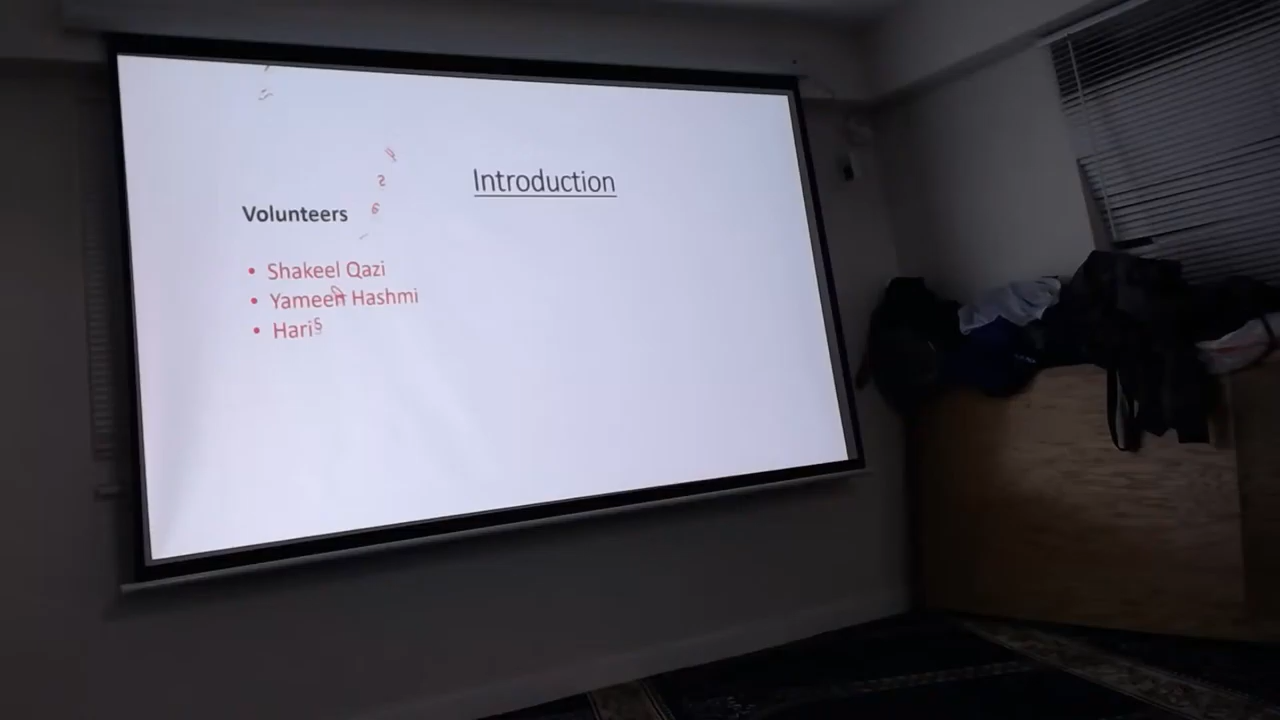 Introduction
Volunteers
• Shakeel Qazi
• Yameen Hashmi
• Haris